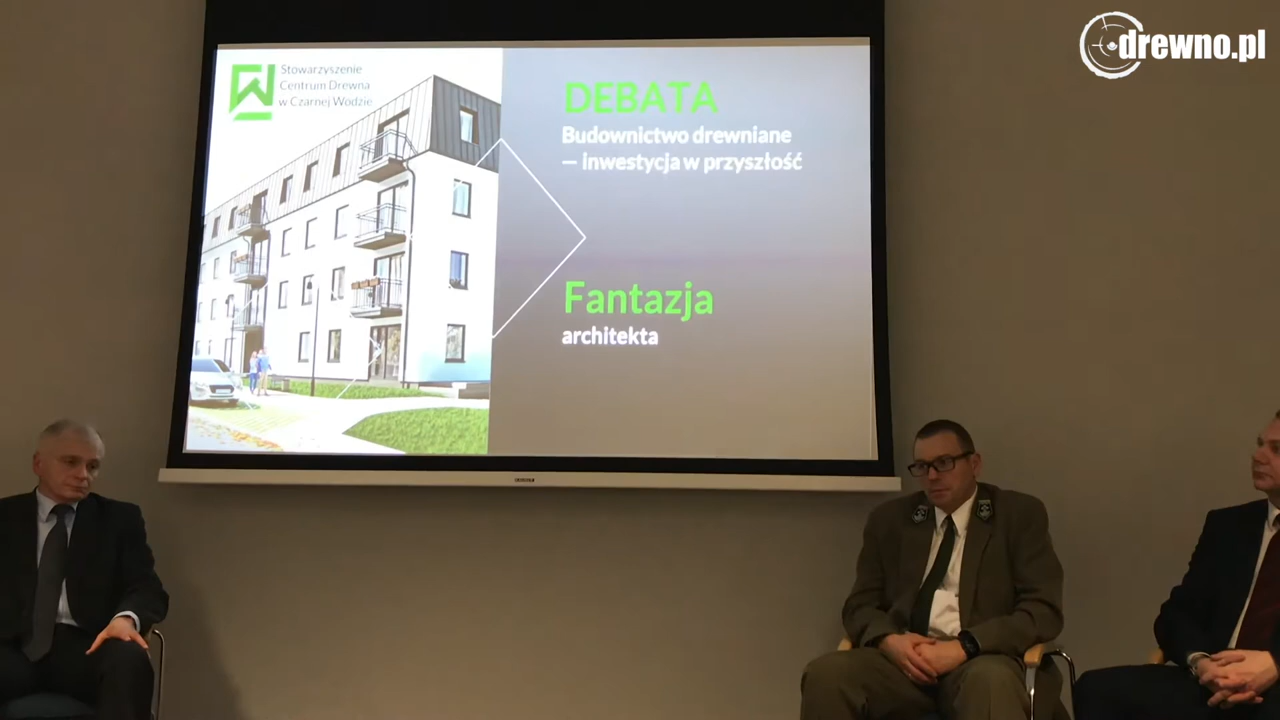 drewno.pl
Stowarzyszenie
Centrum Drewna
w Czarnej Wodzie
DEBATA
Budownictwo drewniane
— inwestycja w przyszłość
Fantazja
architekta